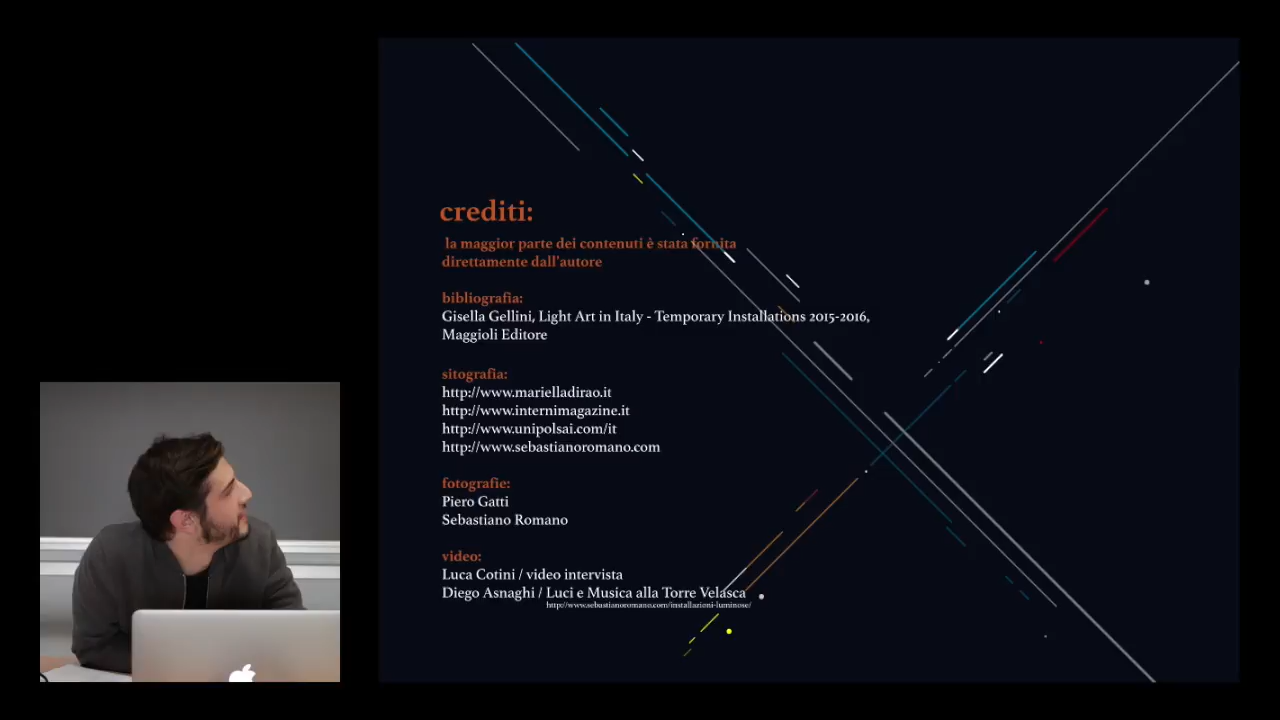 crediti:
la maggior parte dei contenuti è stata fornita
direttamente dall'autore
bibliografia:
Gisella Gellini, Light Art in Italy - Temporary Installations 2015-2016,
Maggioli Editore
sitografia:
http://www.marielladirao.it
http://www.internimagazine.it
http://www.unipolsai.com/it
http://www.sebastianoromano.com
fotografie:
Piero Gatti
Sebastiano Romano
video:
Luca Cotini / video intervista
Diego Asnaghi / Luci e Musica alla Torre Velasca
http://www.sebastianoromano.com/installazioni-luminose/